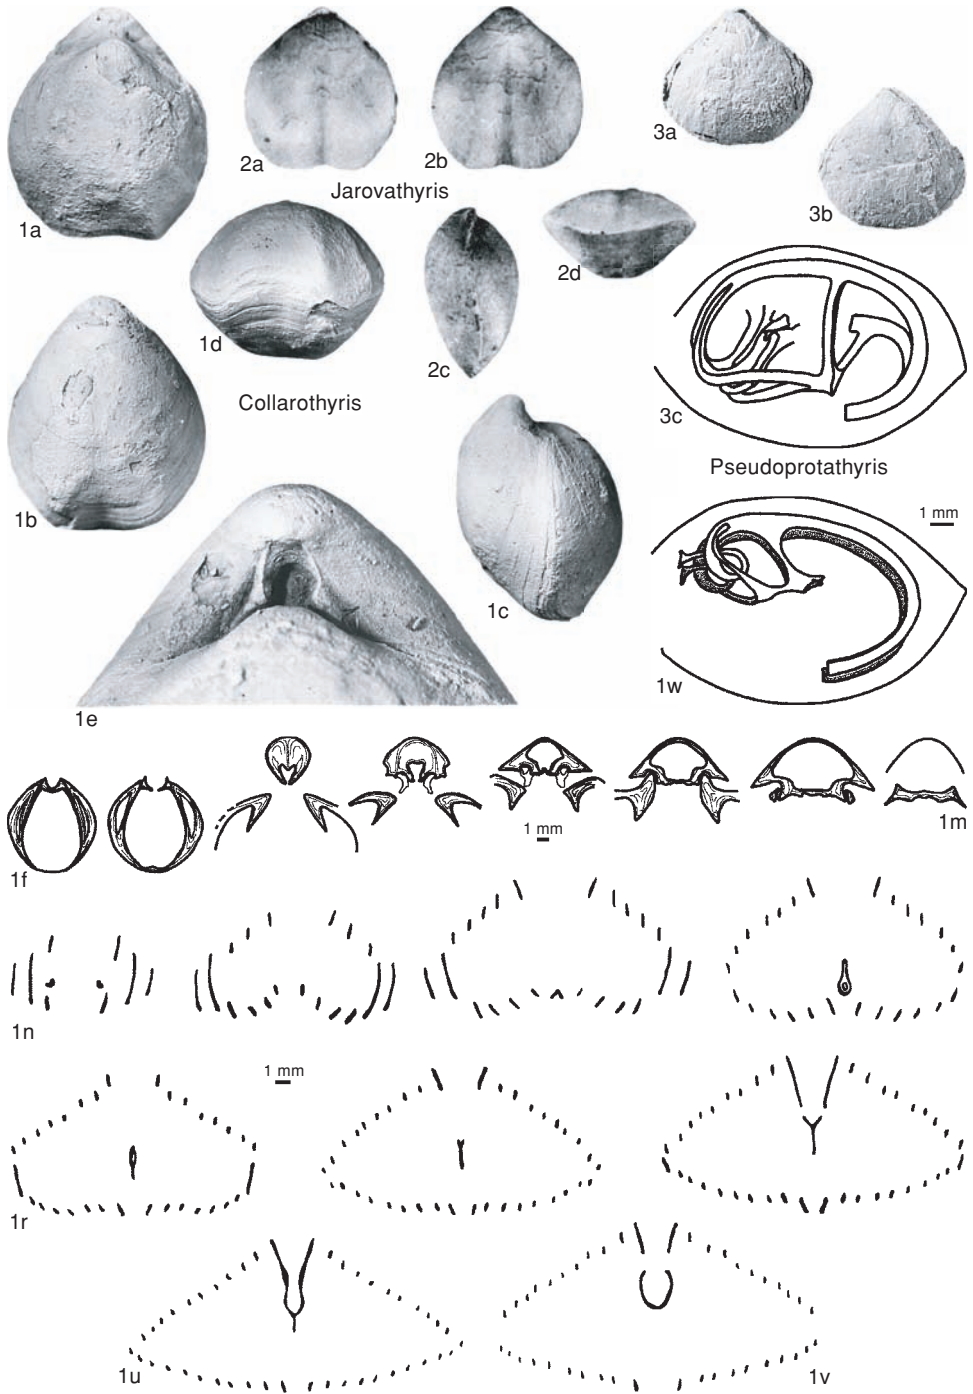 1a
2a
2b
Jarovathyris
3a
3b
1d
2c
2d
Collarothyris
3c
Pseudoprotathyris
1b
1c
1 mm
1w
1e
1 mm
1m
1f
1n
1 mm
1r
1u
1v